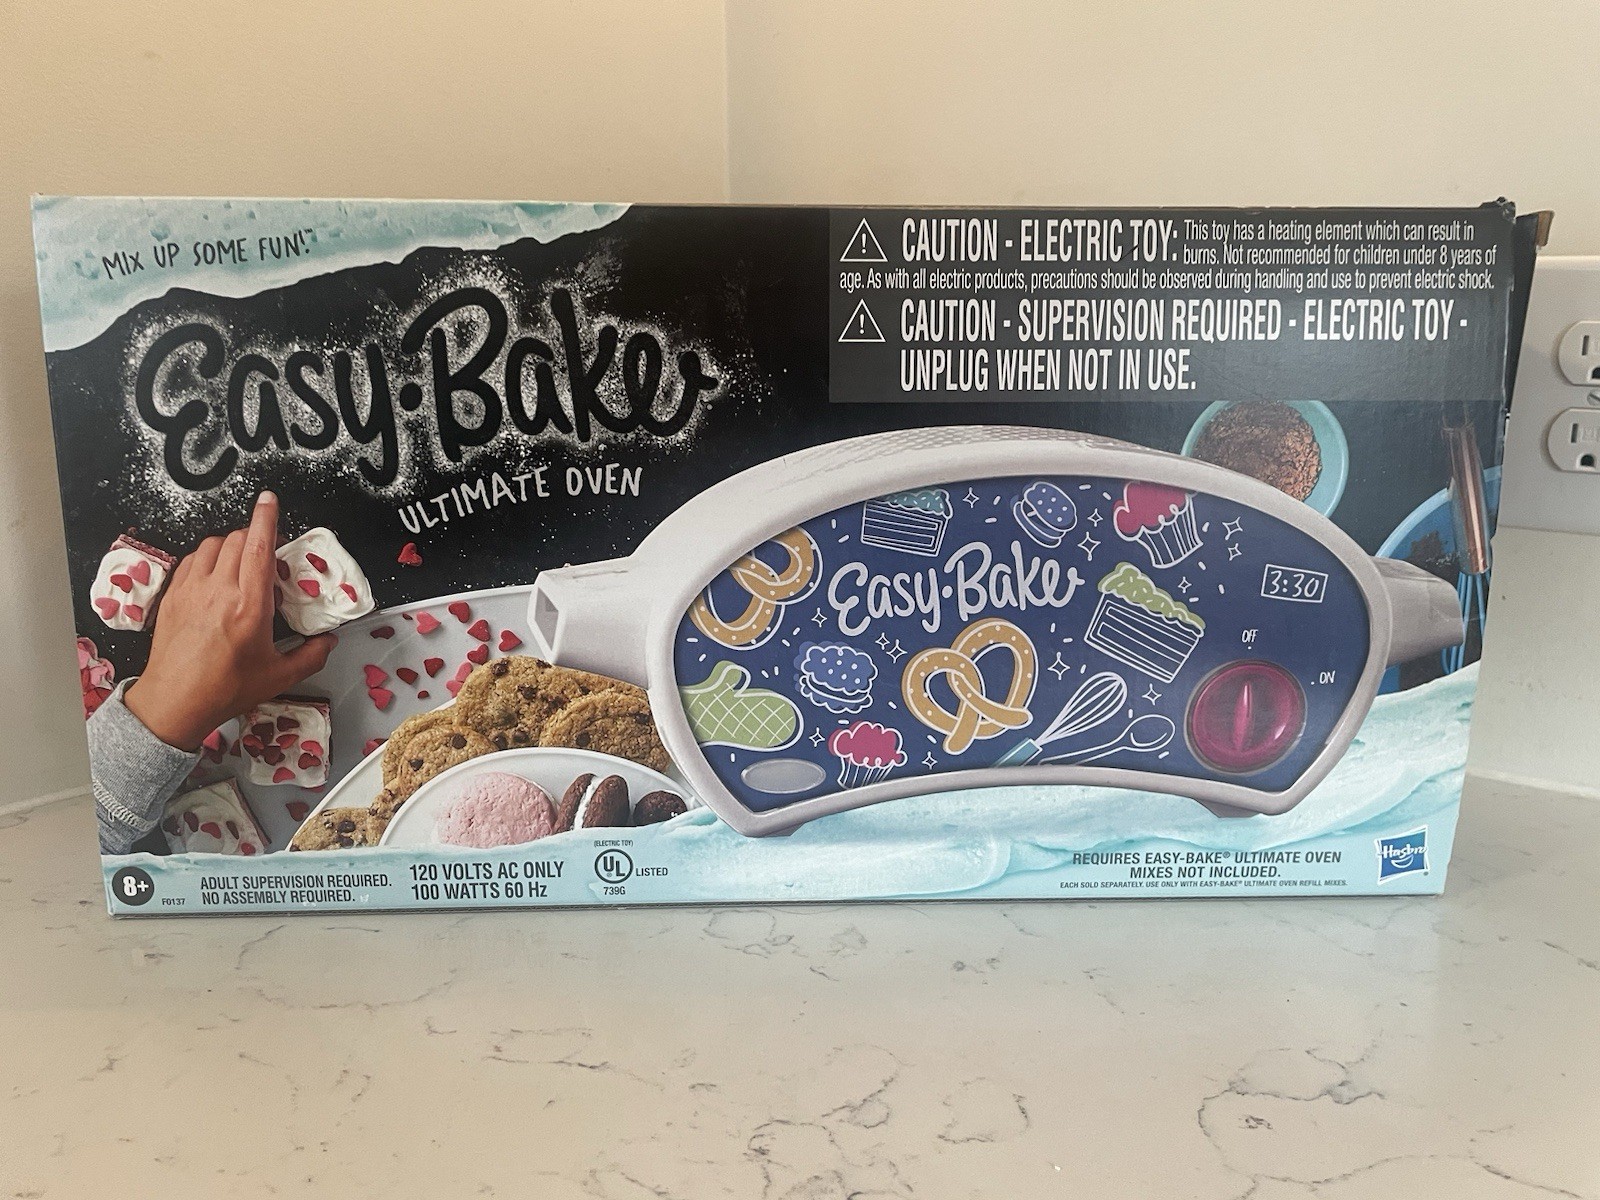 MIX UP SOME FUN!™
Easy·Bake
ULTIMATE OVEN
CAUTION - ELECTRIC TOY: This toy has a heating element which can result in
burns. Not recommended for children under 8 years of
age. As with all electric products, precautions should be observed during handling and use to prevent electric shock.
CAUTION - SUPERVISION REQUIRED - ELECTRIC TOY -
UNPLUG WHEN NOT IN USE.
Easy·Bake
3:30
OFF
ON
8+
F0137
ADULT SUPERVISION REQUIRED.
NO ASSEMBLY REQUIRED.
120 VOLTS AC ONLY
100 WATTS 60 Hz
(ELECTRIC TOY)
UL LISTED
739G
REQUIRES EASY-BAKE® ULTIMATE OVEN
MIXES NOT INCLUDED.
EACH SOLD SEPARATELY. USE ONLY WITH EASY-BAKE® ULTIMATE OVEN REFILL MIXES.
Hasbro